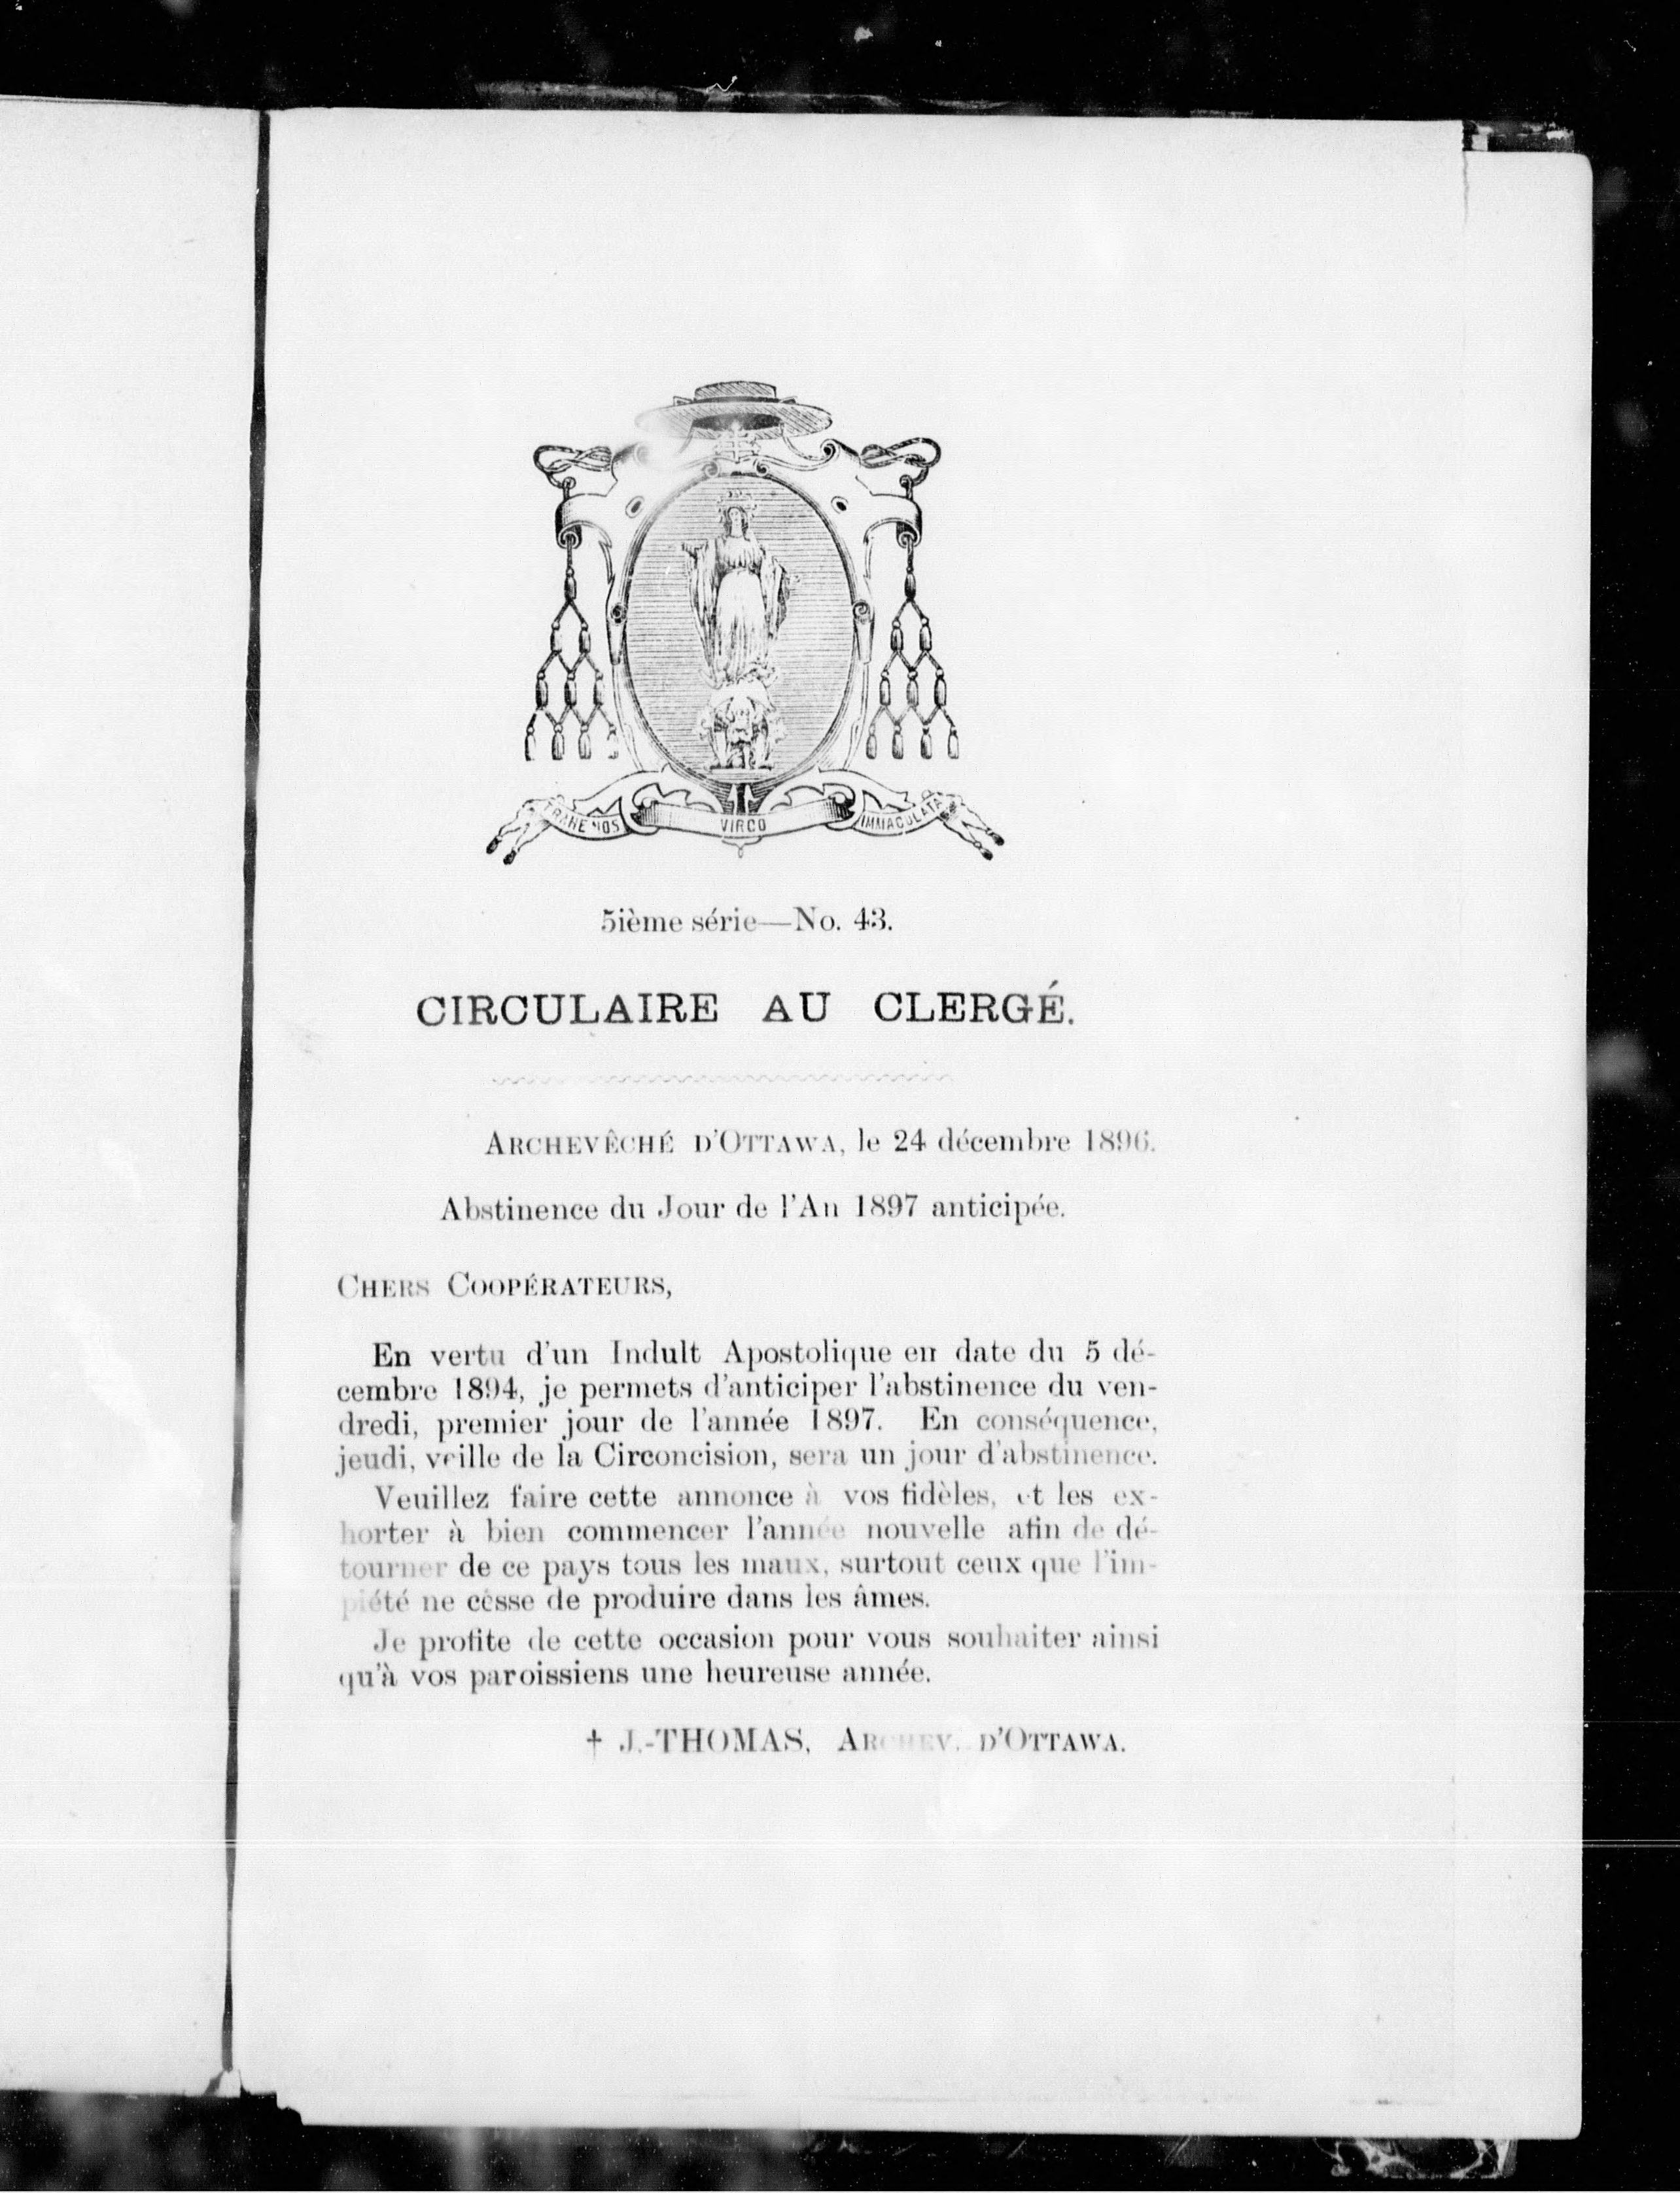 TRAHE NOS VIRGO IMMACULATA
5ième série—No. 43.
CIRCULAIRE AU CLERGÉ.
ARCHEVÊCHÉ D'OTTAWA, le 24 décembre 1896.
Abstinence du Jour de l'An 1897 anticipée.
CHERS COOPÉRATEURS,
En vertu d'un Indult Apostolique en date du 5 dé-
cembre 1894, je permets d'anticiper l'abstinence du ven-
dredi, premier jour de l'année 1897. En conséquence,
jeudi, veille de la Circoncision, sera un jour d'abstinence.
Veuillez faire cette annonce à vos fidèles, et les ex-
horter à bien commencer l'année nouvelle afin de dé-
tourner de ce pays tous les maux, surtout ceux que l'im-
piété ne cesse de produire dans les âmes.
Je profite de cette occasion pour vous souhaiter ainsi
qu'à vos paroissiens une heureuse année.
† J.-THOMAS, ARCHEV. D'OTTAWA.